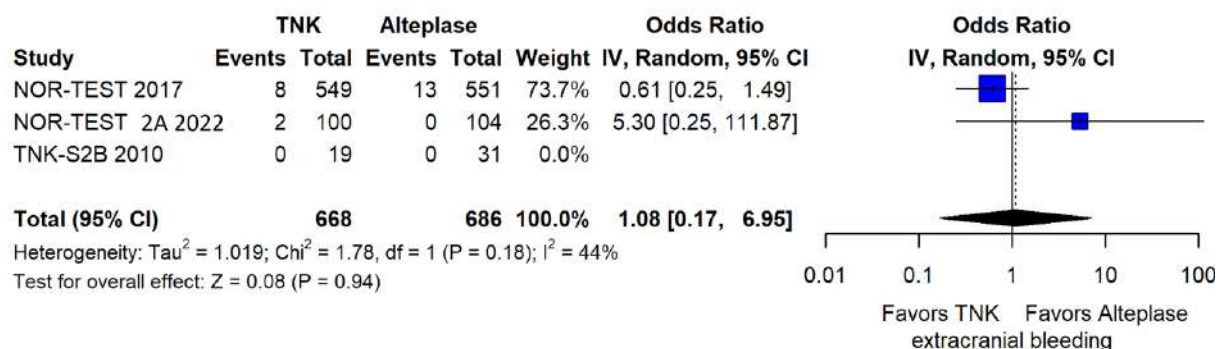 TNK Alteplase Odds Ratio Odds Ratio
Study Events Total Events Total Weight IV, Random, 95% CI IV, Random, 95% CI
NOR-TEST 2017 8 549 13 551 73.7% 0.61 [0.25, 1.49]
NOR-TEST 2A 2022 2 100 0 104 26.3% 5.30 [0.25, 111.87]
TNK-S2B 2010 0 19 0 31 0.0%
Total (95% CI) 668 686 100.0% 1.08 [0.17, 6.95]
Heterogeneity: Tau² = 1.019; Chi² = 1.78, df = 1 (P = 0.18); I² = 44%
Test for overall effect: Z = 0.08 (P = 0.94)
0.01 0.1 1 10 100
Favors TNK Favors Alteplase
extracranial bleeding